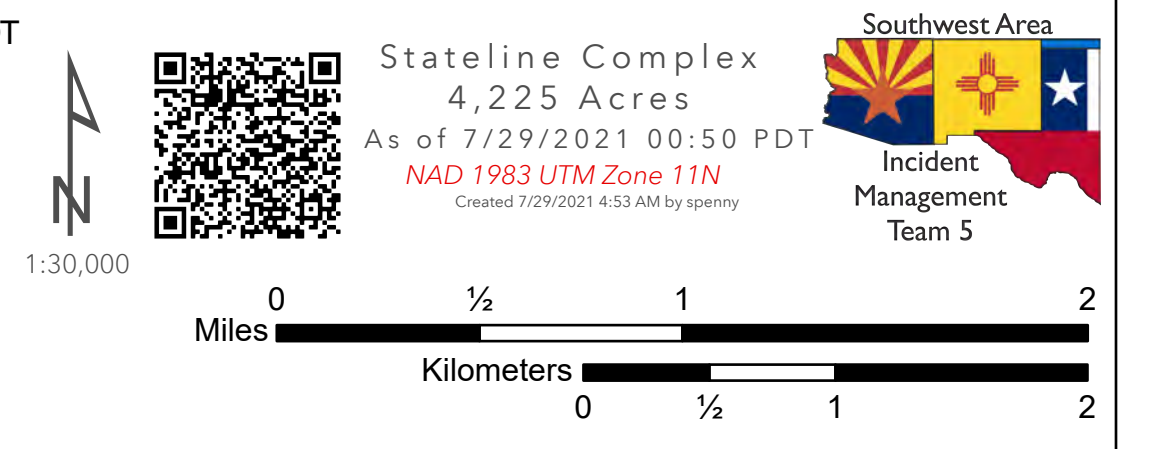 T
N
1:30,000
Stateline Complex
4,225 Acres
As of 7/29/2021 00:50 PDT
NAD 1983 UTM Zone 11N
Created 7/29/2021 4:53 AM by spenny
Southwest Area
Incident
Management
Team 5
0 ½ 1 2
Miles
Kilometers
0 ½ 1 2